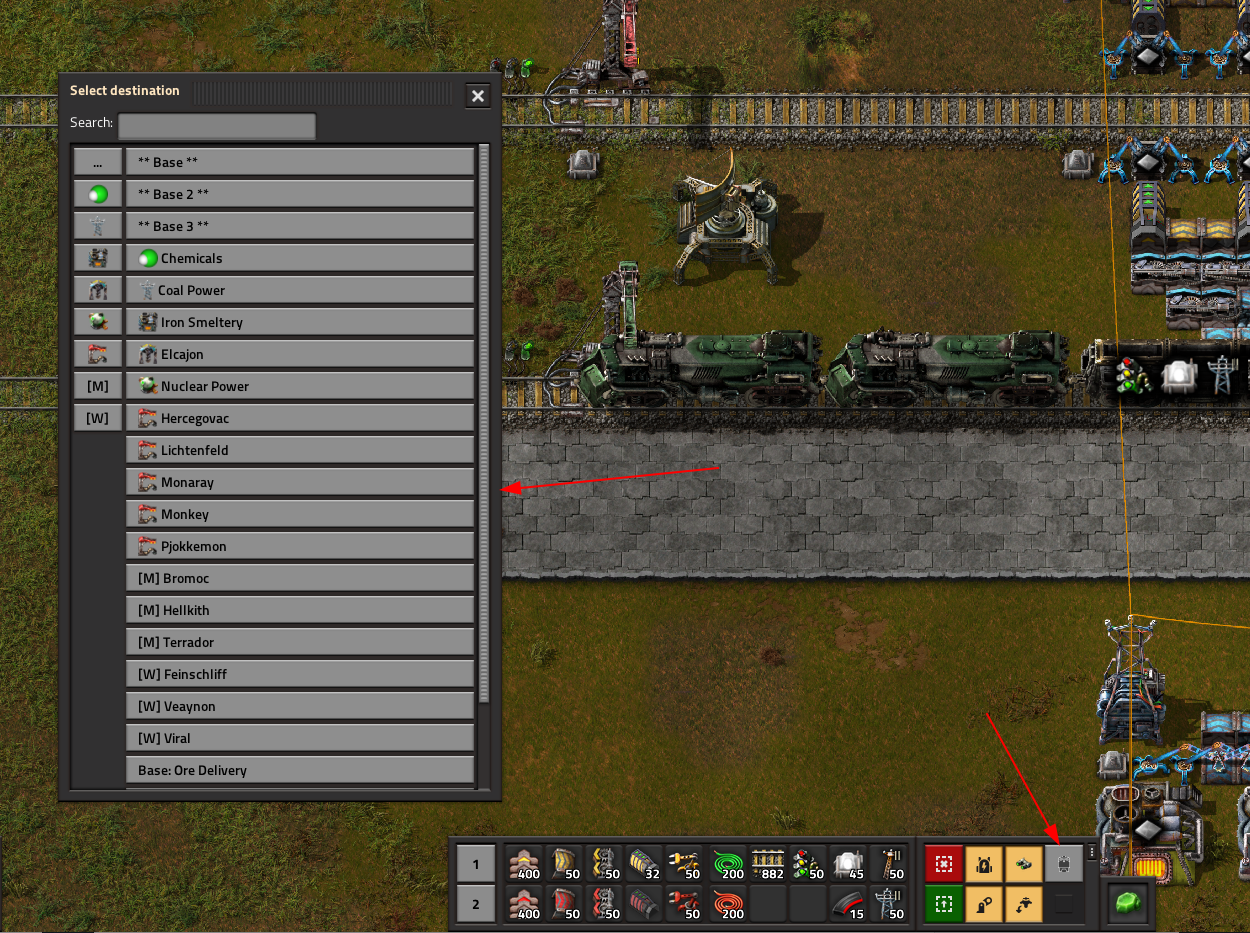 Select destination
Search:
... ** Base **
** Base 2 **
** Base 3 **
Chemicals
Coal Power
Iron Smeltery
Elcajon
[M] Nuclear Power
[W] Hercegovac
Lichtenfeld
Monaray
Monkey
Pjokkemon
[M] Bromoc
[M] Hellkith
[M] Terrador
[W] Feinschliff
[W] Veaynon
[W] Viral
Base: Ore Delivery
1 400 50 50 32 50 200 882 50 45 50
2 400 50 50 50 200 15 50